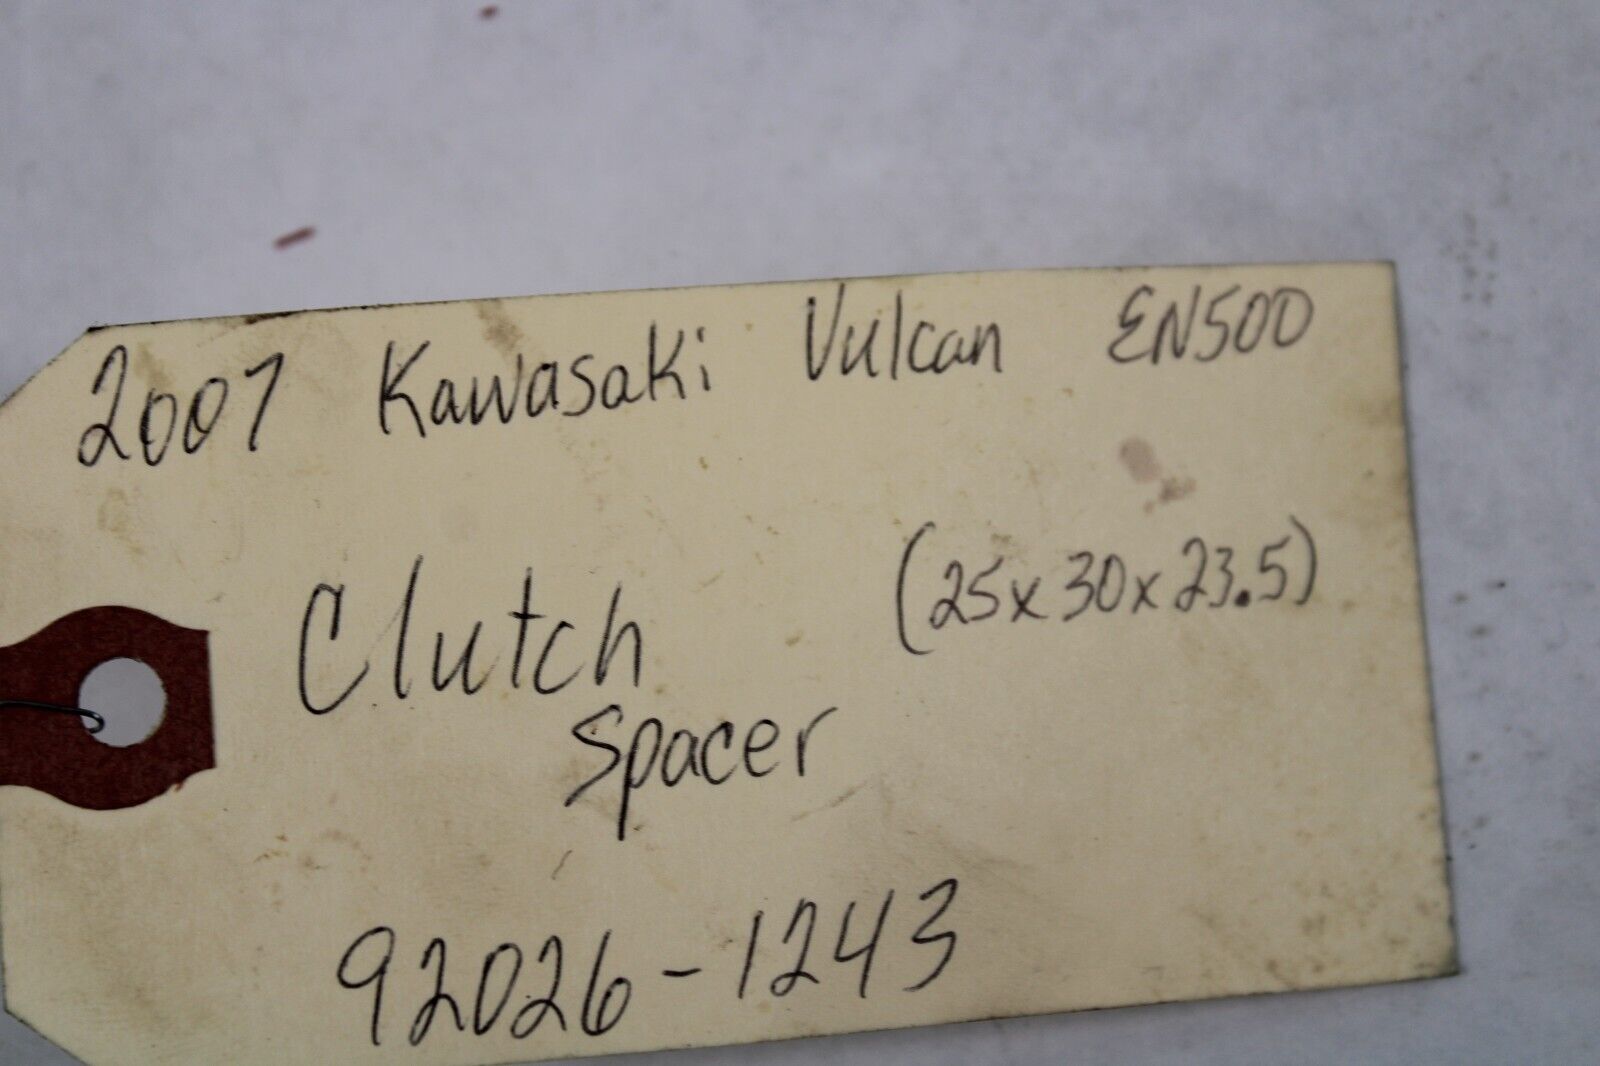 2007 Kawasaki Vulcan EN500
Clutch (25x30x23.5)
Spacer
92026-1243